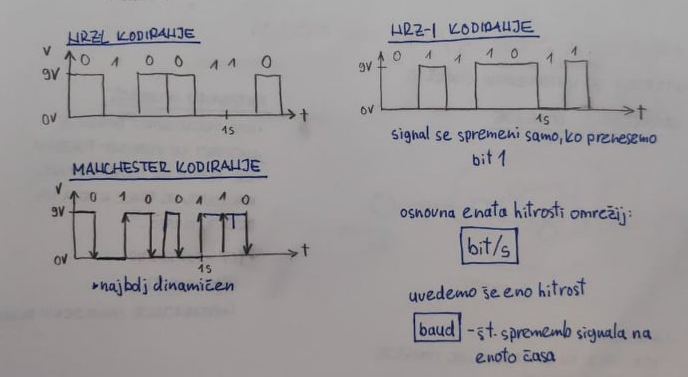 NRZ-L KODIRANJE
V
0 1 0 0 1 1 0
9V
0V
1s
t
MANCHESTER KODIRANJE
V
0 1 0 0 1 1 0
9V
0V
1s
t
• najbolj dinamičen
NRZ-I KODIRANJE
0 1 1 1 0 1 1
9V
0V
t
signal se spremeni samo, ko prenesemo
bit 1
osnovna enota hitrosti omrežij:
bit/s
uvedemo še eno hitrost
baud - št. sprememb signala na
enoto časa